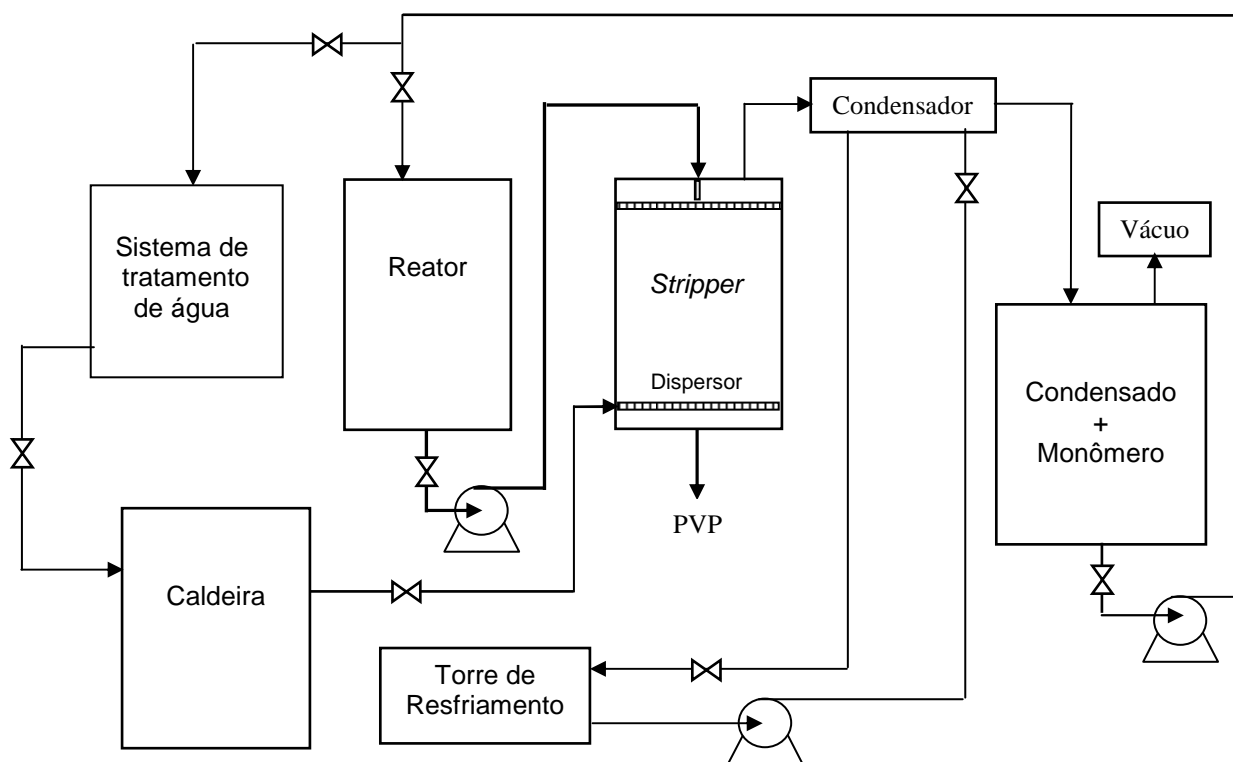 Condensador
Sistema de
tratamento
de água
Reator
Stripper
Vácuo
Dispersor
Condensado
+
Monômero
PVP
Caldeira
Torre de
Resfriamento